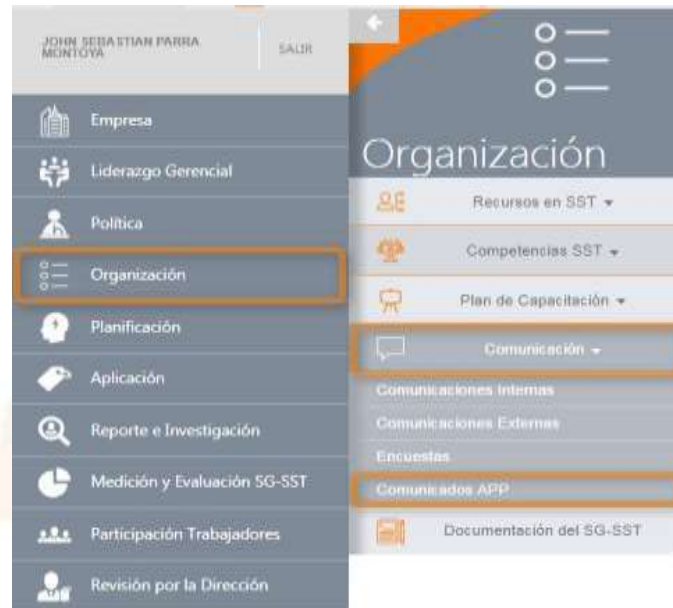 JOHN SEBASTIAN PARRA
MONTOYA
SALIR
Empresa
Liderazgo Gerencial
Política
Organización
Planificación
Aplicación
Reporte e Investigación
Medición y Evaluación SG-SST
Participación Trabajadores
Revisión por la Dirección
Organización
Recursos en SST
Competencias SST
Plan de Capacitación
Comunicación
Comunicaciones Internas
Comunicaciones Externas
Encuestas
Comunicados APP
Documentación del SG-SST